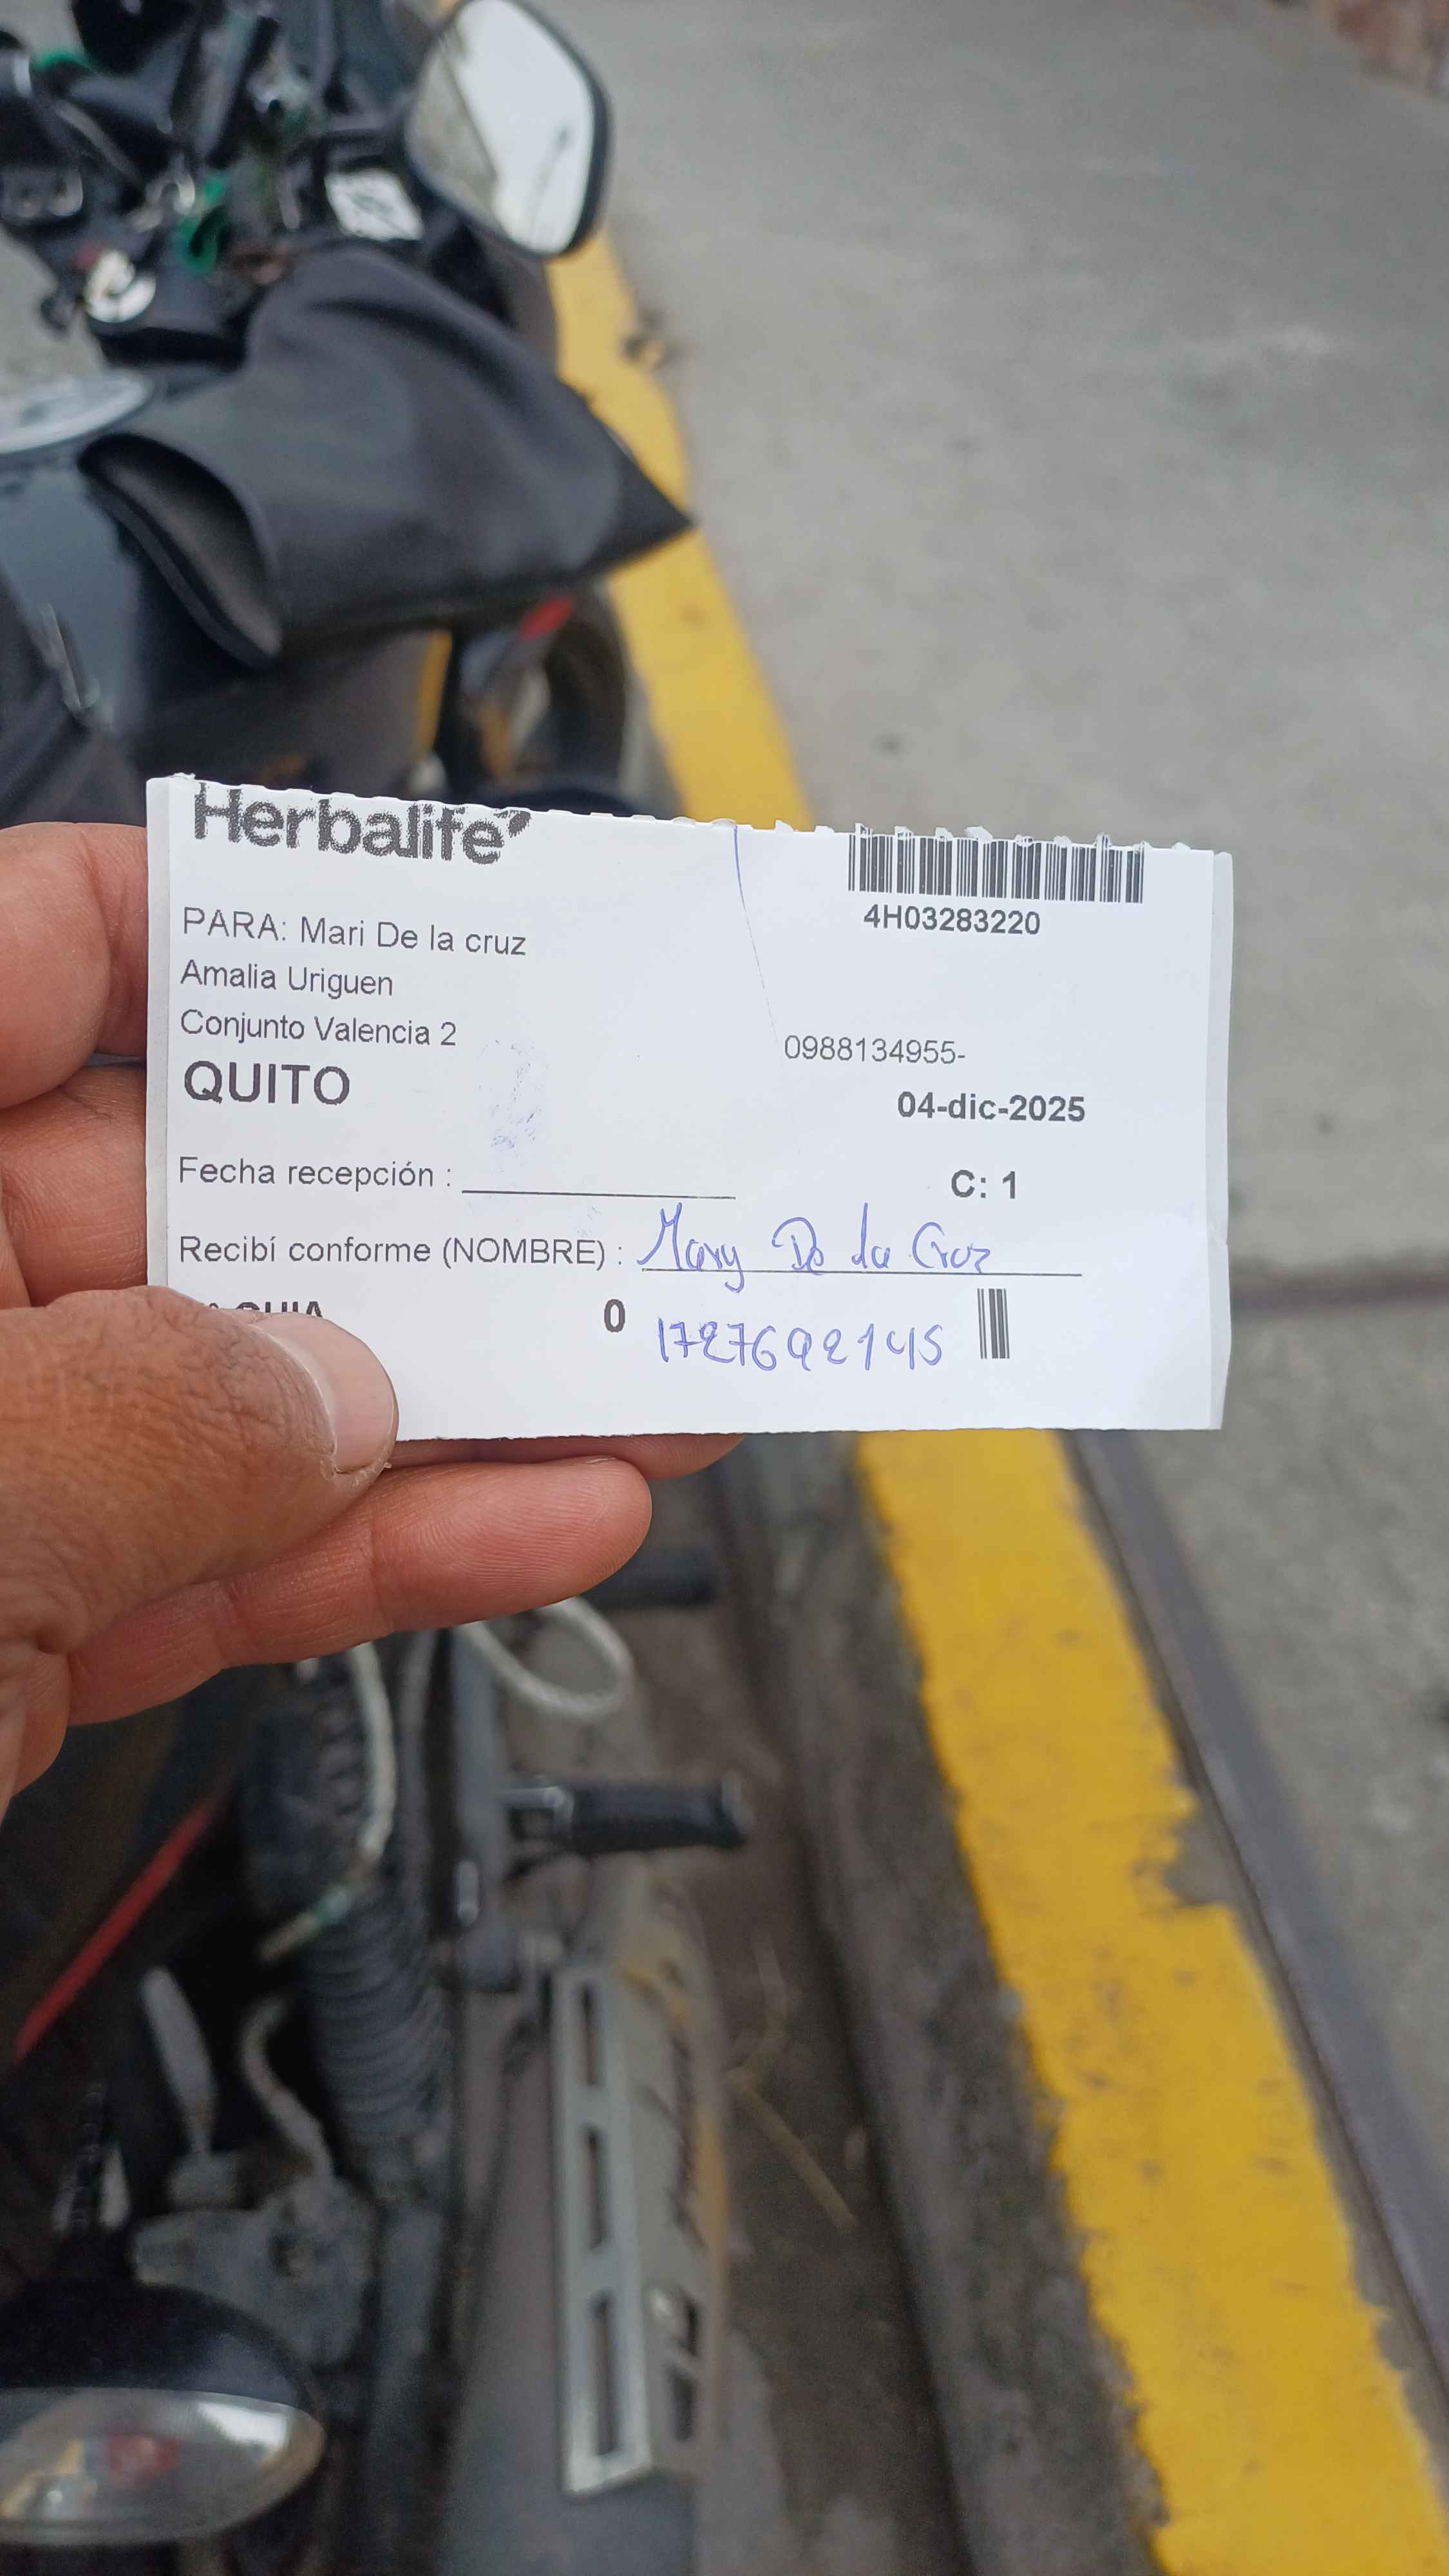 Herbalife
4H03283220
PARA: Mari De la cruz
Amalia Uriguen
Conjunto Valencia 2
0988134955-
QUITO
04-dic-2025
Fecha recepción :
C: 1
Recibí conforme (NOMBRE) : Mary De la Cruz
0
1727692145